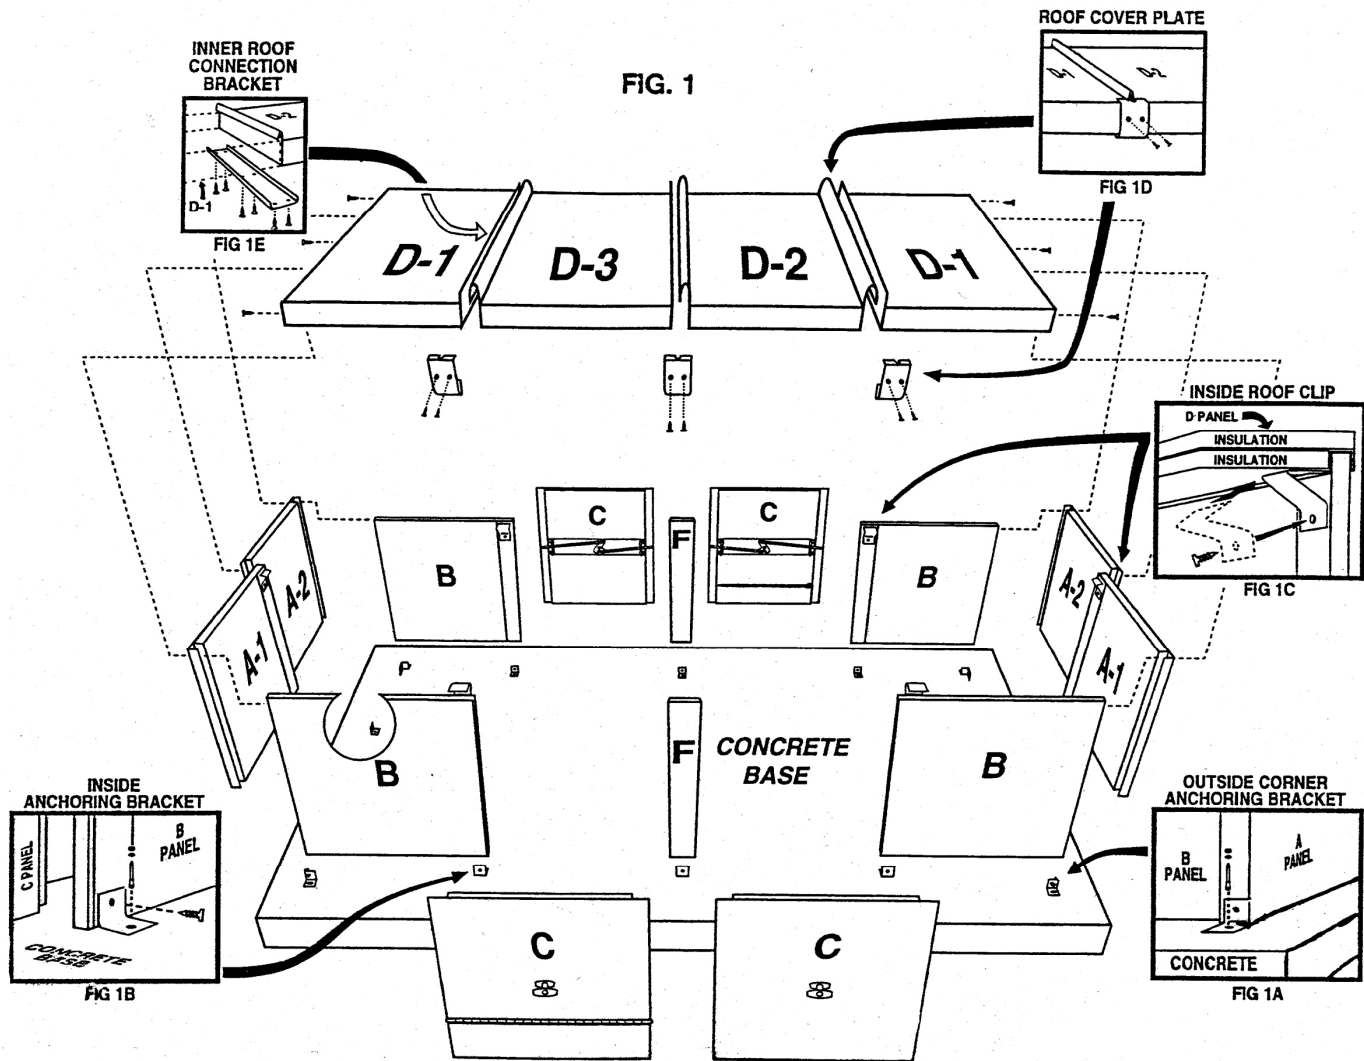 FIG. 1
INNER ROOF
CONNECTION
BRACKET
D-2
D-1
FIG 1E
ROOF COVER PLATE
D-1
D-2
FIG 1D
D-1
D-3
D-2
D-1
INSIDE ROOF CLIP
D PANEL
INSULATION
INSULATION
FIG 1C
C
C
F
B
B
A-2
A-1
A-2
A-1
B
F
CONCRETE
BASE
B
INSIDE
ANCHORING BRACKET
C PANEL
B
PANEL
CONCRETE
BASE
FIG 1B
OUTSIDE CORNER
ANCHORING BRACKET
B
PANEL
A
PANEL
CONCRETE
FIG 1A
C
C